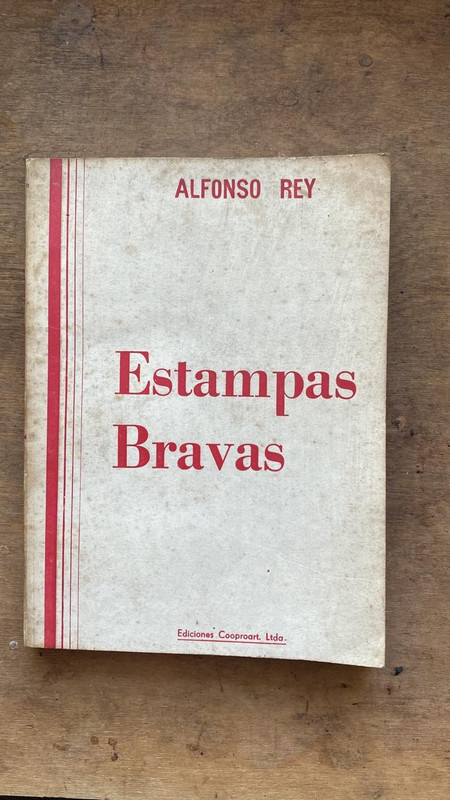 ALFONSO REY
Estampas
Bravas
Ediciones Cooproart. Ltda.